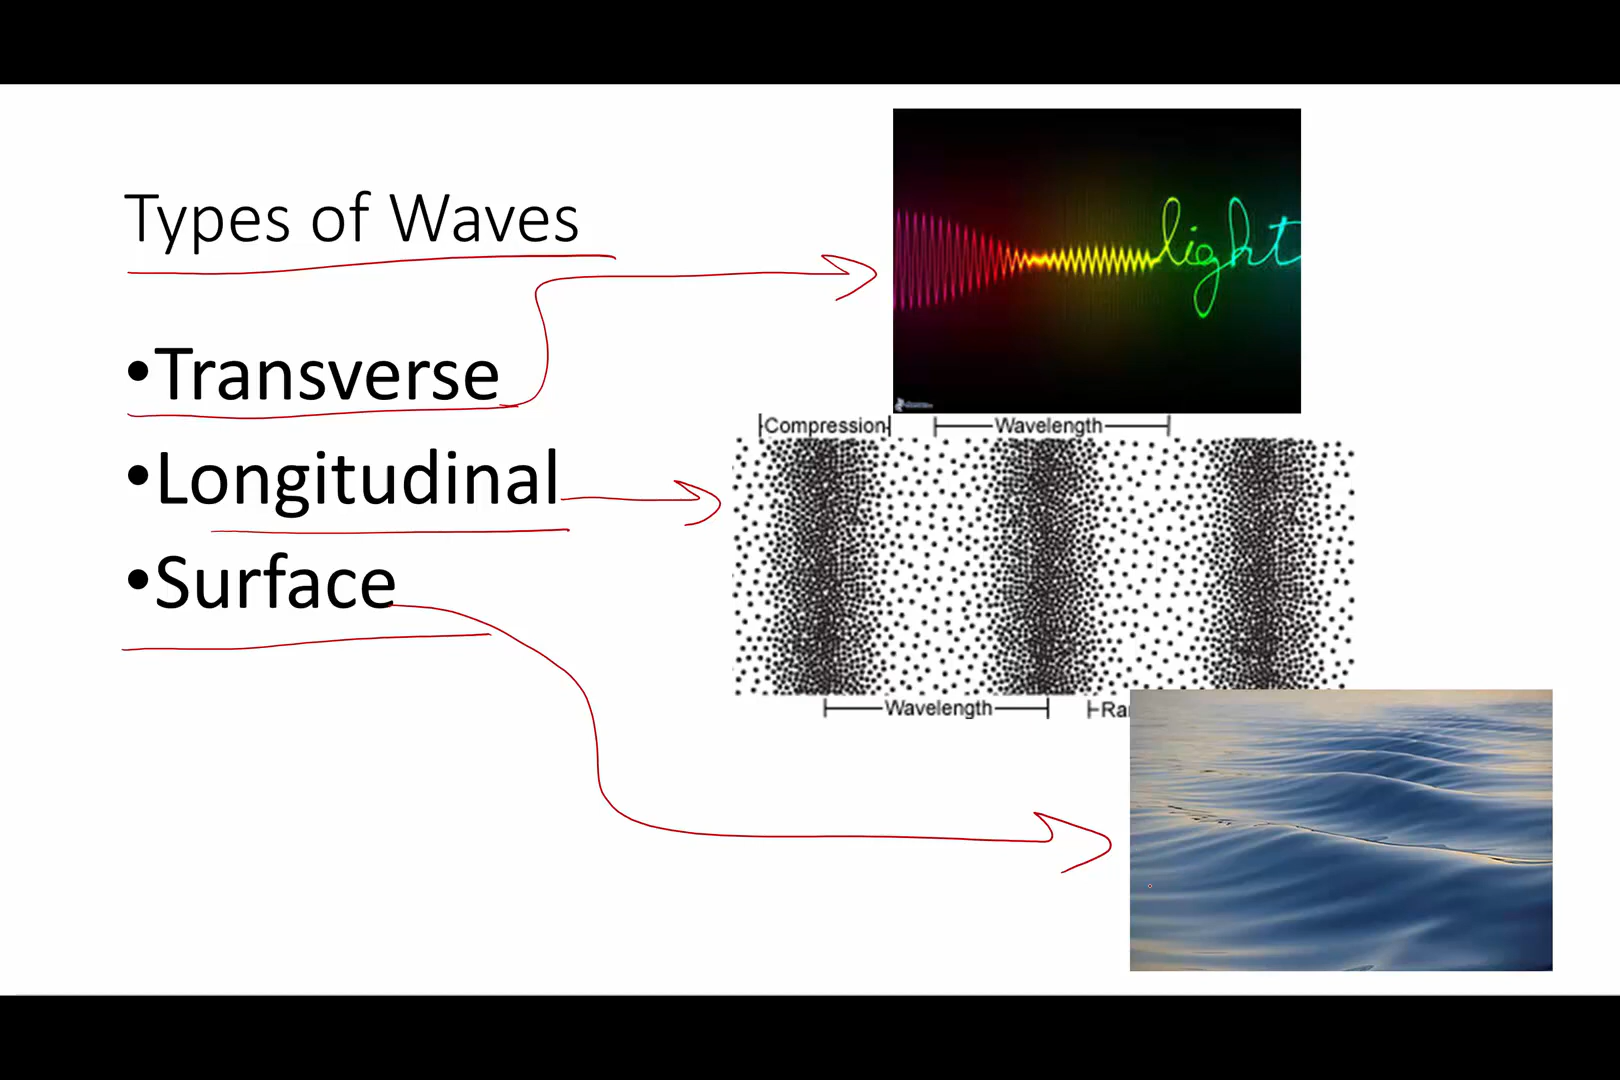 Types of Waves
•Transverse
•Longitudinal
•Surface
light
Compression
Wavelength
Wavelength